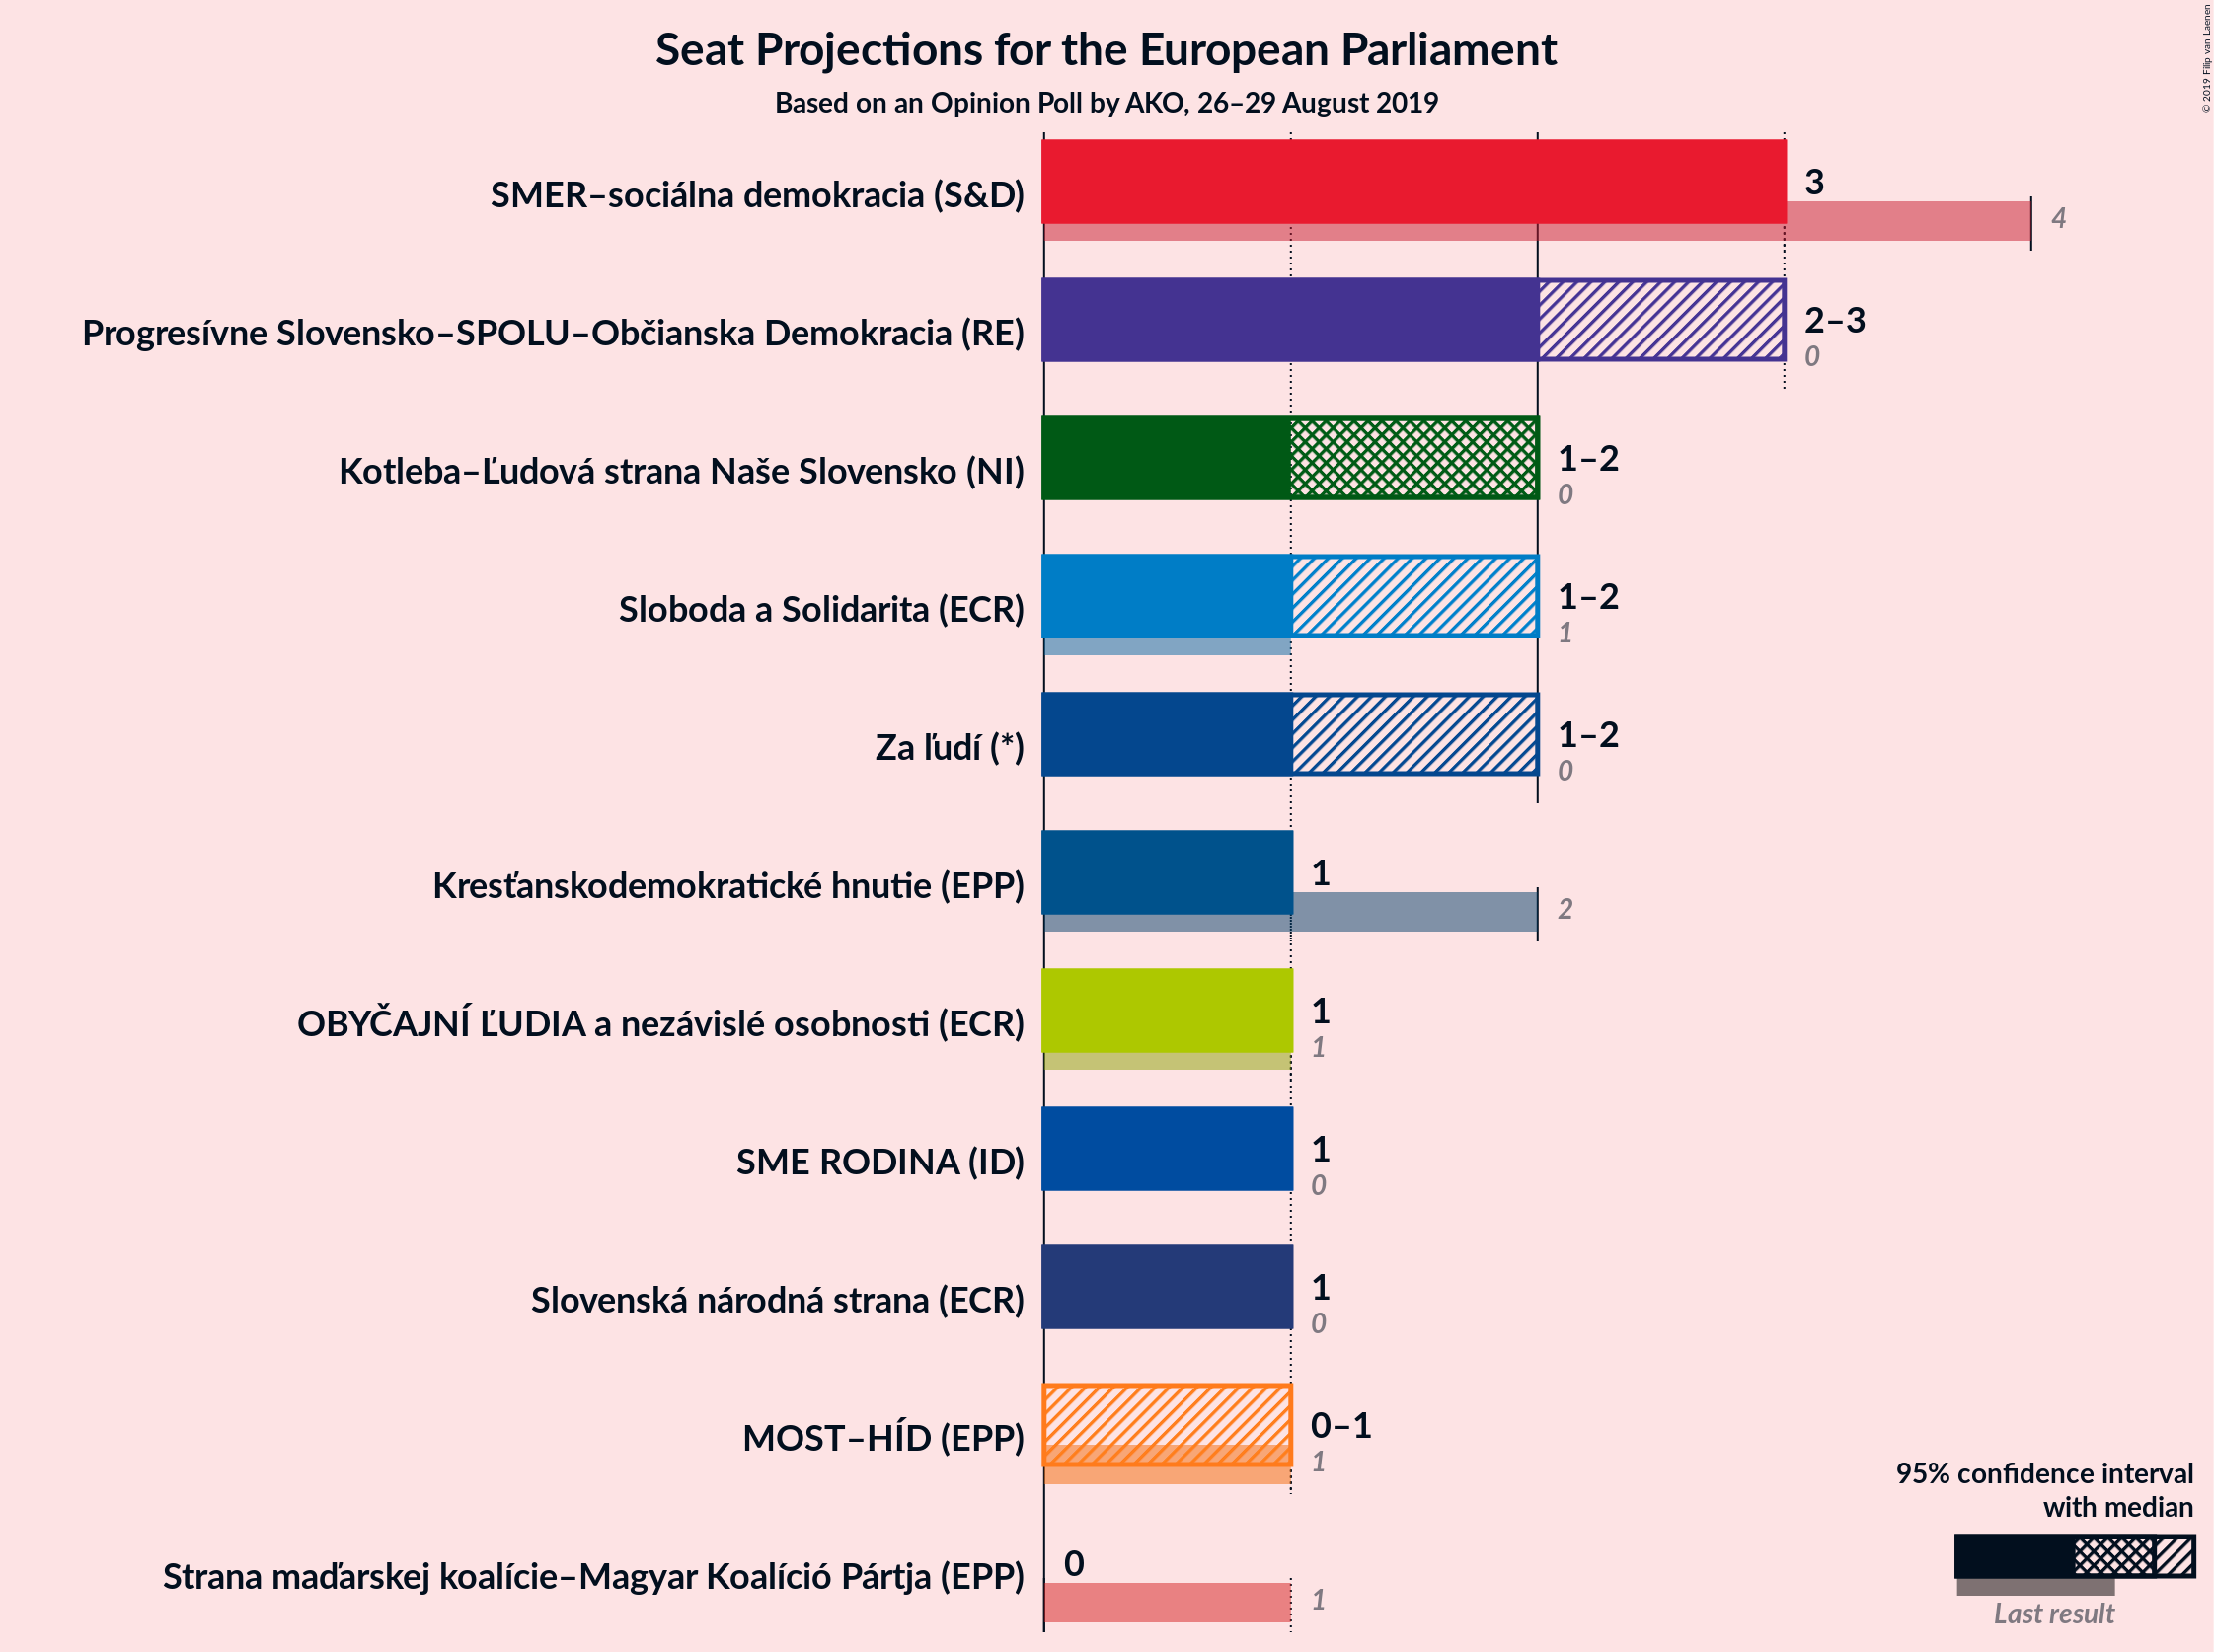 Seat Projections for the European Parliament
Based on an Opinion Poll by AKO, 26–29 August 2019
© 2019 Filip van Laenen
SMER–sociálna demokracia (S&D)
3
4
Progresívne Slovensko–SPOLU–Občianska Demokracia (RE)
2–3
0
Kotleba–Ľudová strana Naše Slovensko (NI)
1–2
0
Sloboda a Solidarita (ECR)
1–2
1
Za ľudí (*)
1–2
0
Kresťanskodemokratické hnutie (EPP)
1
2
OBYČAJNÍ ĽUDIA a nezávislé osobnosti (ECR)
1
1
SME RODINA (ID)
1
0
Slovenská národná strana (ECR)
1
0
MOST–HÍD (EPP)
0–1
1
Strana maďarskej koalície–Magyar Koalíció Pártja (EPP)
0
1
95% confidence interval
with median
Last result